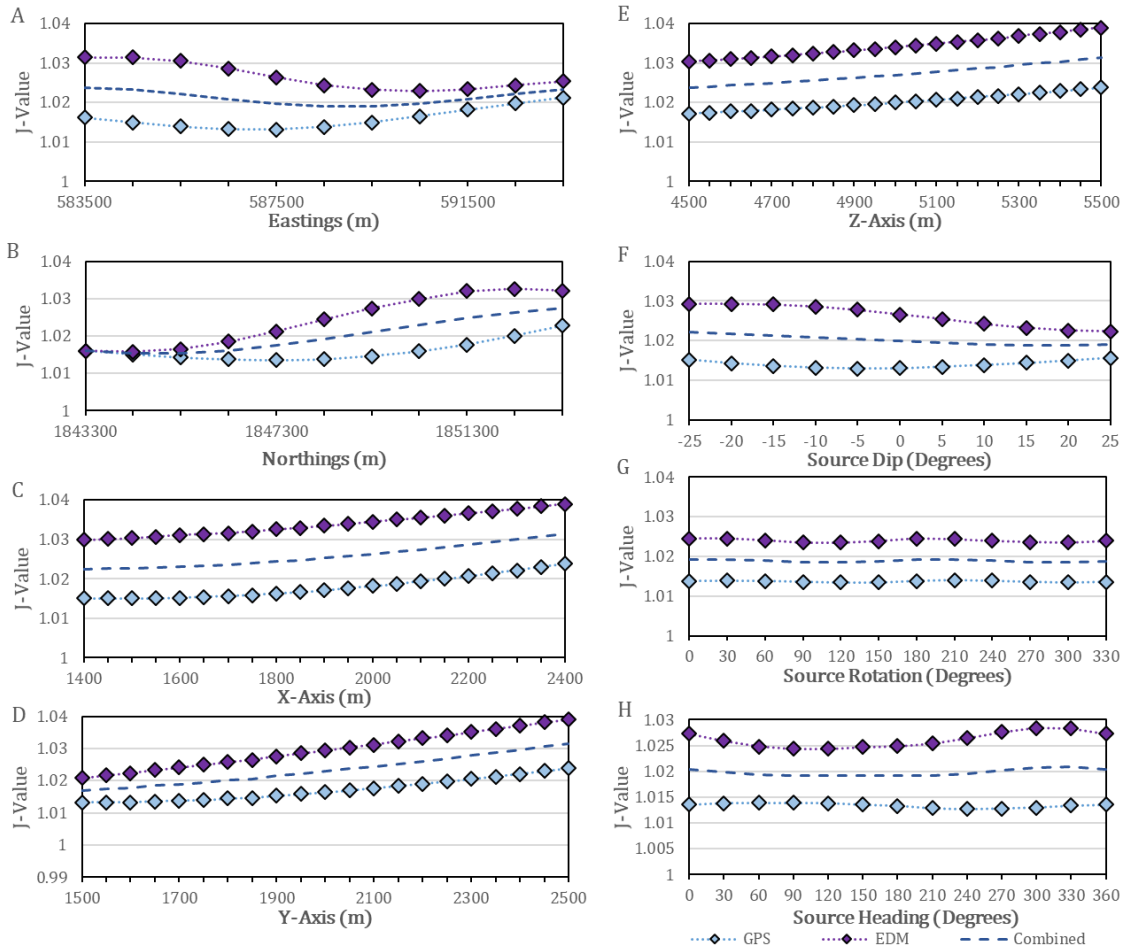 A
J-Value
1.04
1.03
1.02
1.01
1
583500 587500 591500
Eastings (m)
B
J-Value
1.04
1.03
1.02
1.01
1
1843300 1847300 1851300
Northings (m)
C
J-Value
1.04
1.03
1.02
1.01
1
1400 1600 1800 2000 2200 2400
X-Axis (m)
D
J-Value
1.04
1.03
1.02
1.01
1
0.99
1500 1700 1900 2100 2300 2500
Y-Axis (m)
E
J-Value
1.04
1.03
1.02
1.01
1
4500 4700 4900 5100 5300 5500
Z-Axis (m)
F
J-Value
1.04
1.03
1.02
1.01
1
-25 -20 -15 -10 -5 0 5 10 15 20 25
Source Dip (Degrees)
G
J-Value
1.04
1.03
1.02
1.01
1
0 30 60 90 120 150 180 210 240 270 300 330
Source Rotation (Degrees)
H
J-Value
1.03
1.025
1.02
1.015
1.01
1.005
1
0 30 60 90 120 150 180 210 240 270 300 330 360
Source Heading (Degrees)
GPS EDM Combined